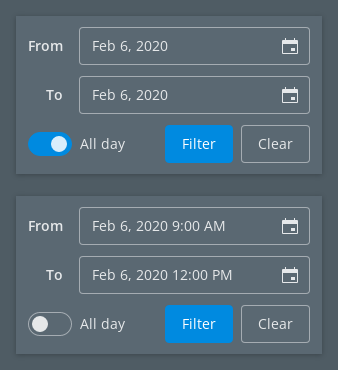 From Feb 6, 2020
To Feb 6, 2020
All day Filter Clear
From Feb 6, 2020 9:00 AM
To Feb 6, 2020 12:00 PM
All day Filter Clear